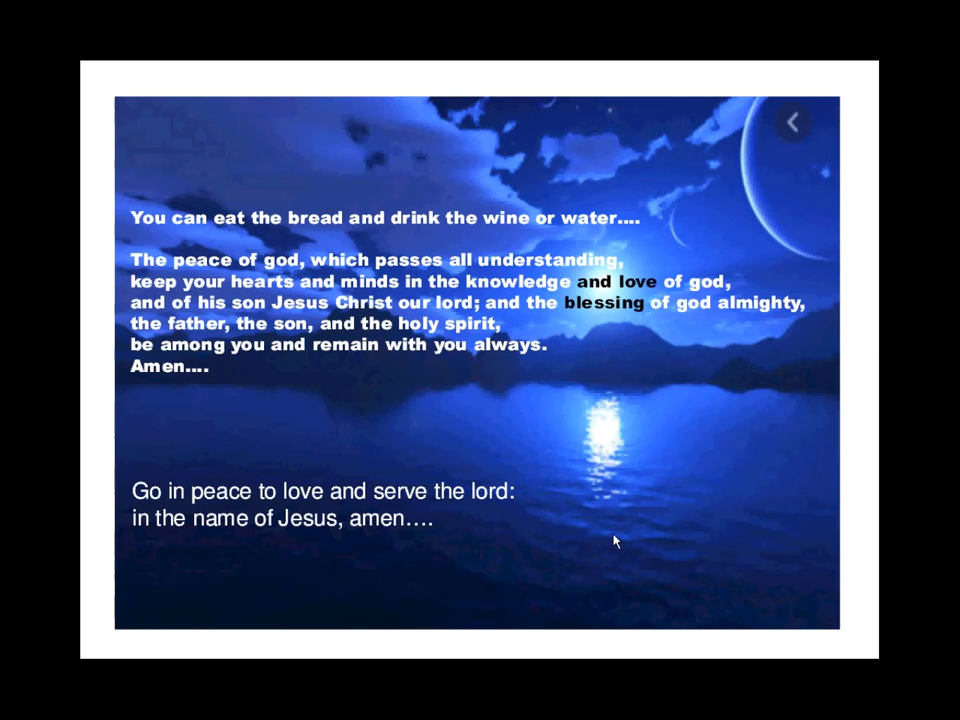 You can eat the bread and drink the wine or water....
The peace of god, which passes all understanding,
keep your hearts and minds in the knowledge and love of god,
and of his son Jesus Christ our lord; and the blessing of god almighty,
the father, the son, and the holy spirit,
be among you and remain with you always.
Amen....
Go in peace to love and serve the lord:
in the name of Jesus, amen….